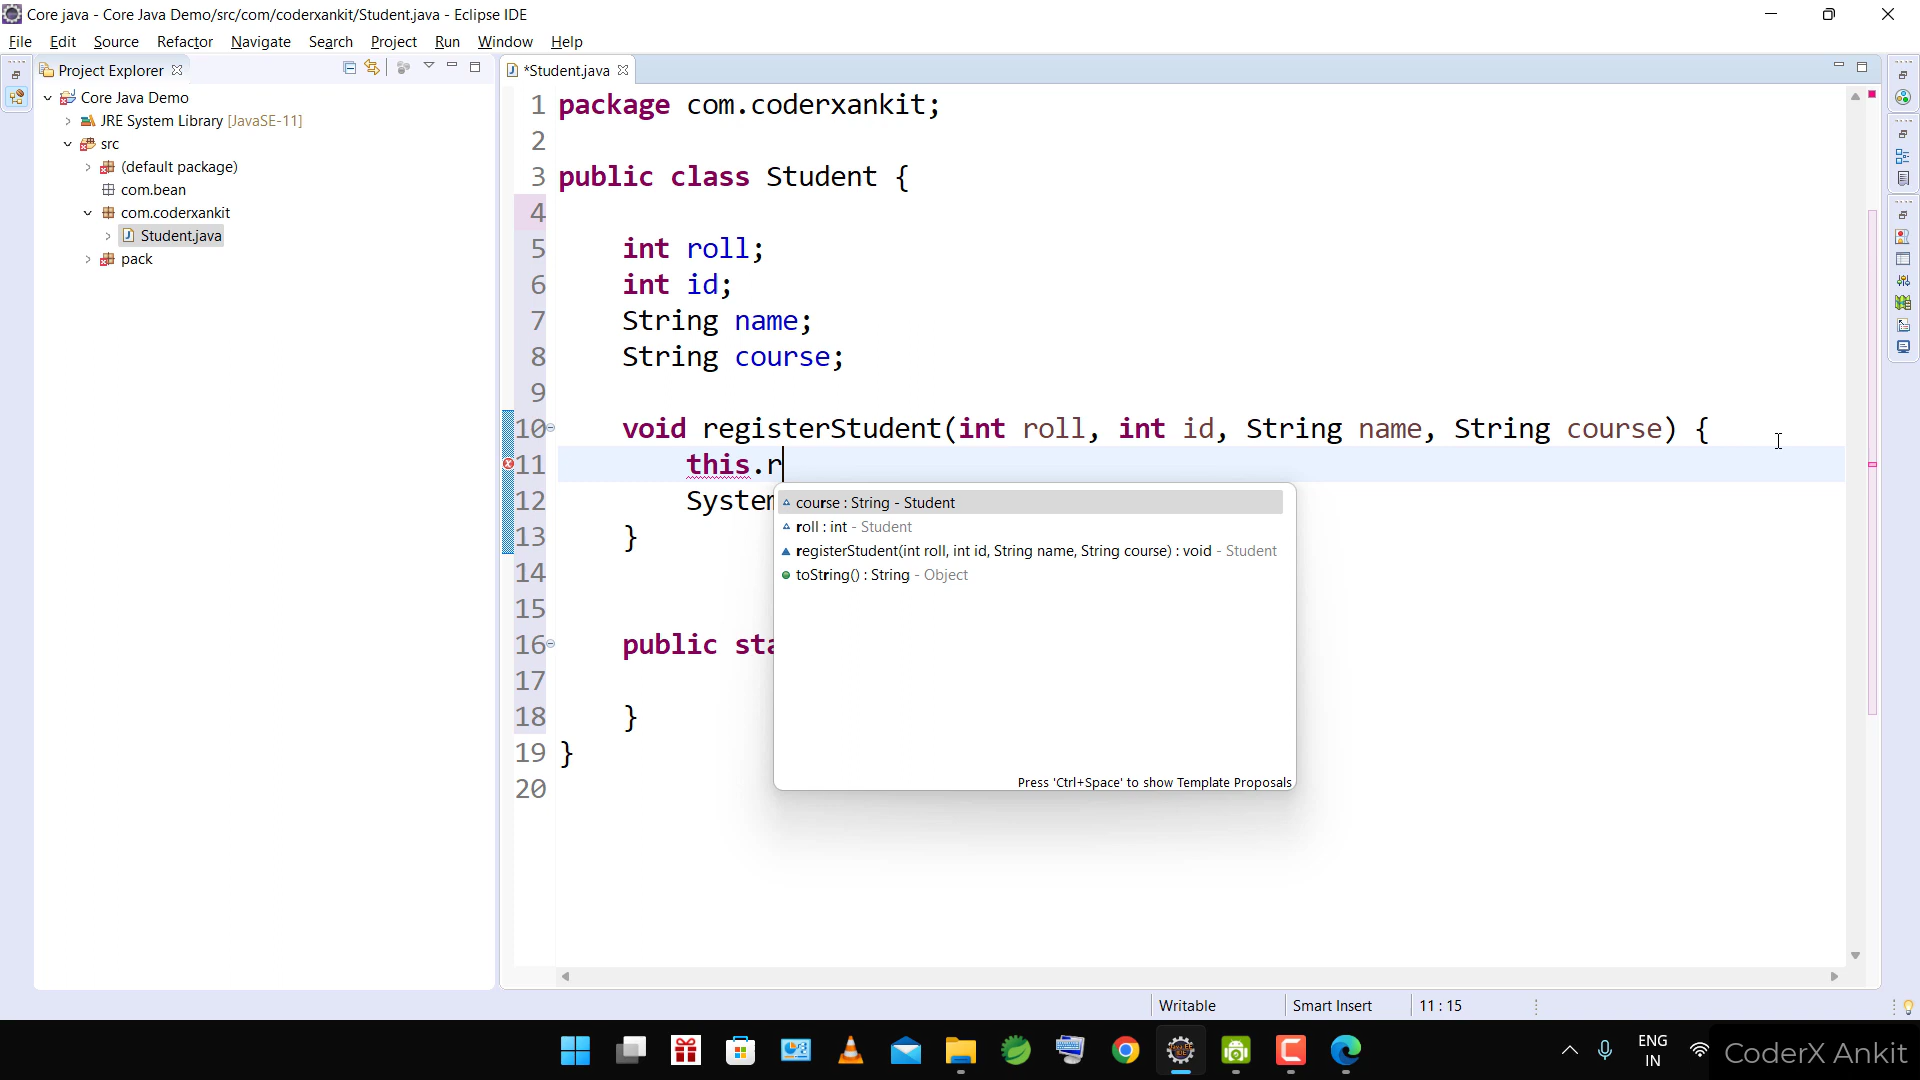 Core java - Core Java Demo/src/com/coderxankit/Student.java - Eclipse IDE
File Edit Source Refactor Navigate Search Project Run Window Help
Project Explorer
Core Java Demo
JRE System Library [JavaSE-11]
src
(default package)
com.bean
com.coderxankit
Student.java
pack
*Student.java
1 package com.coderxankit;
2
3 public class Student {
4
5 int roll;
6 int id;
7 String name;
8 String course;
9
10 void registerStudent(int roll, int id, String name, String course) {
11 this.r
12 System
13 }
14
15
16 public sta
17
18 }
19 }
20
course : String - Student
roll : int - Student
registerStudent(int roll, int id, String name, String course) : void - Student
toString() : String - Object
Press 'Ctrl+Space' to show Template Proposals
Writable Smart Insert 11 : 15
ENG
IN
CoderX Ankit